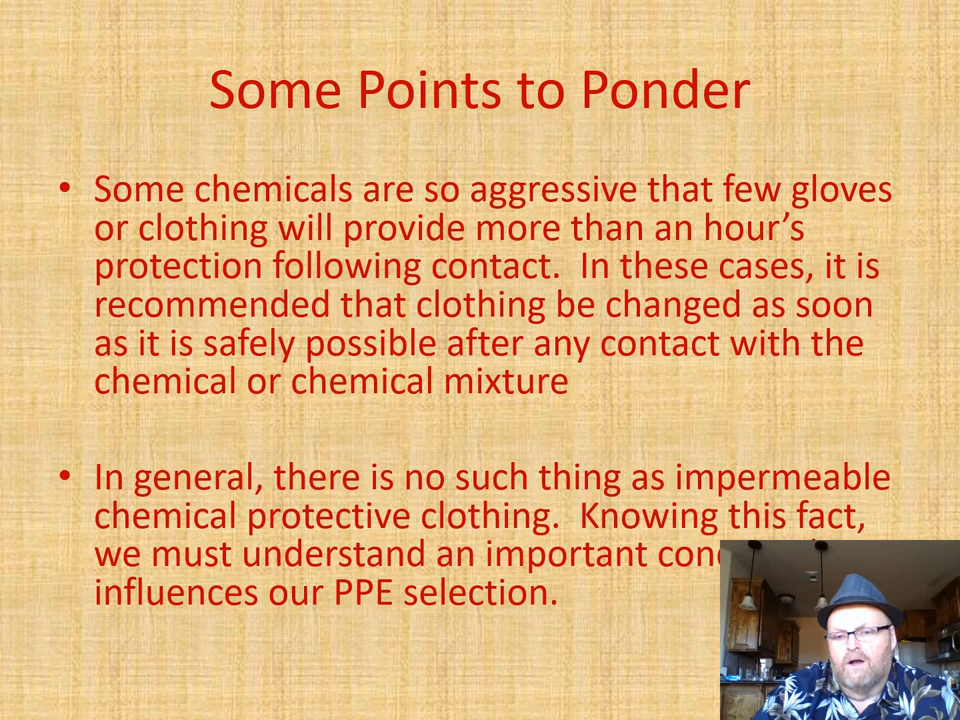 Some Points to Ponder
• Some chemicals are so aggressive that few gloves
or clothing will provide more than an hour’s
protection following contact.  In these cases, it is
recommended that clothing be changed as soon
as it is safely possible after any contact with the
chemical or chemical mixture
• In general, there is no such thing as impermeable
chemical protective clothing.  Knowing this fact,
we must understand an important
influences our PPE selection.